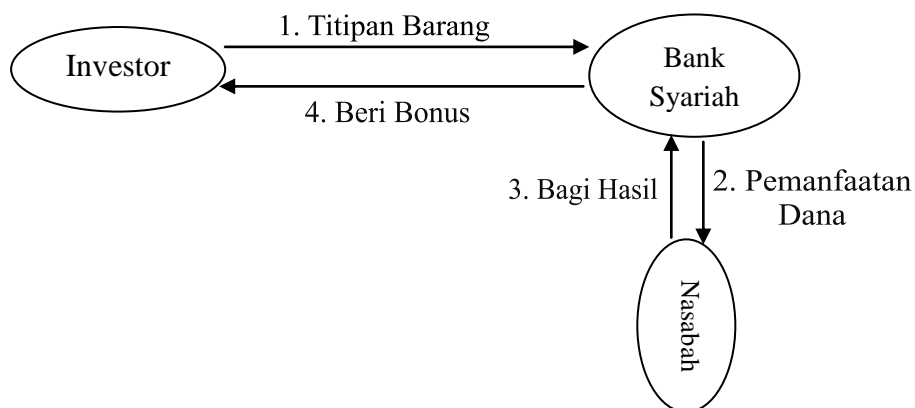 1. Titipan Barang
Investor
Bank
Syariah
4. Beri Bonus
3. Bagi Hasil
2. Pemanfaatan
Dana
Nasabah